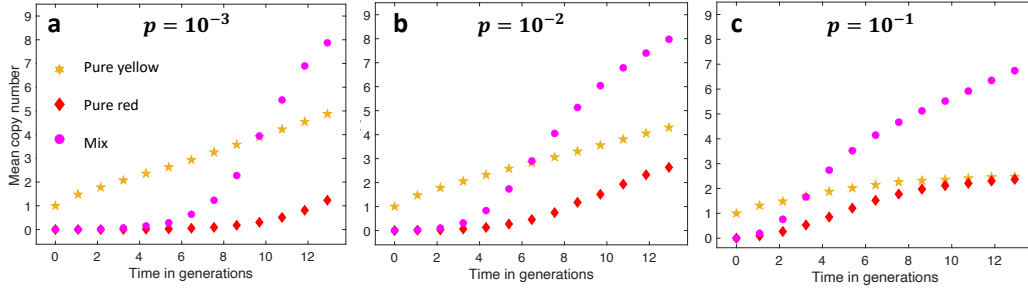 a
p = 10⁻³
Mean copy number
9
8
7
6
5
4
3
2
1
0
Pure yellow
Pure red
Mix
0 2 4 6 8 10 12
Time in generations
b
p = 10⁻²
9
8
7
6
5
4
3
2
1
0
0 2 4 6 8 10 12
Time in generations
c
p = 10⁻¹
9
8
7
6
5
4
3
2
1
0
0 2 4 6 8 10 12
Time in generations